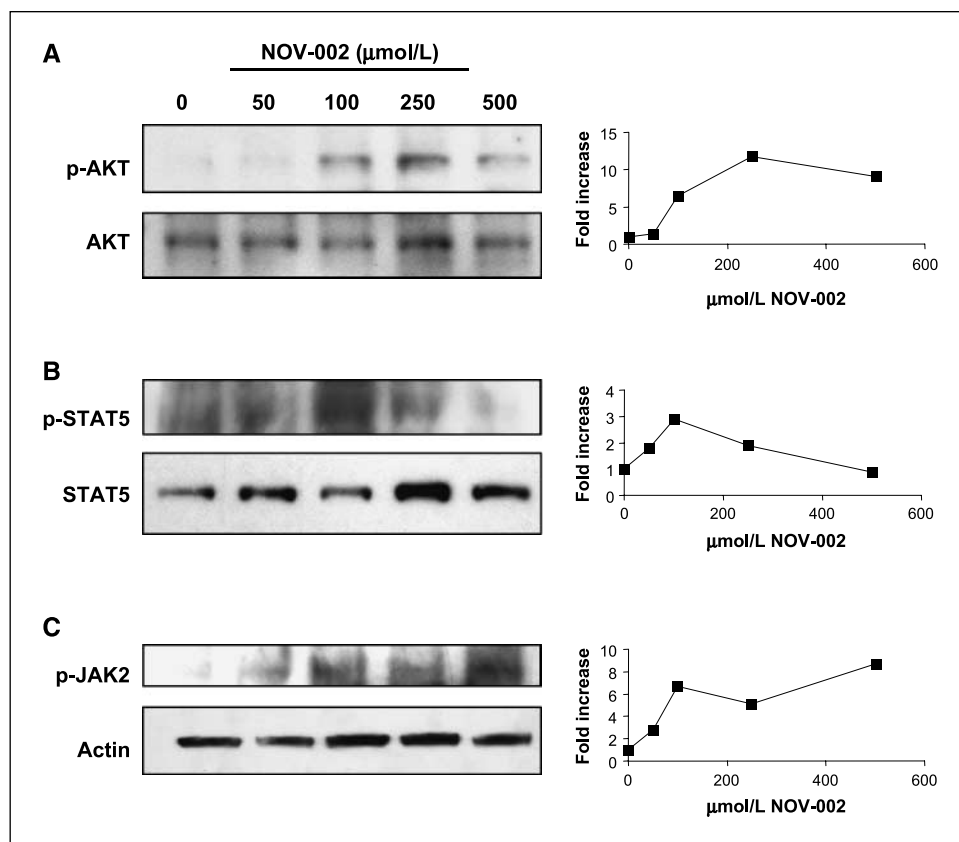 A
NOV-002 (µmol/L)
0 50 100 250 500
p-AKT
AKT
Fold increase
15
10
5
0
0 200 400 600
µmol/L NOV-002
B
p-STAT5
STAT5
Fold increase
4
3
2
1
0
0 200 400 600
µmol/L NOV-002
C
p-JAK2
Actin
Fold increase
10
8
6
4
2
0
0 200 400 600
µmol/L NOV-002